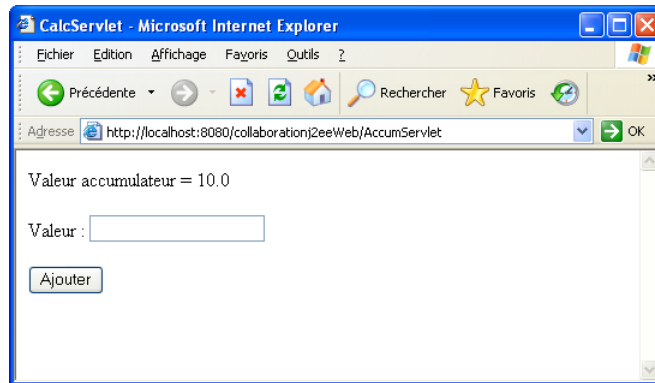 CalcServlet - Microsoft Internet Explorer
Fichier Edition Affichage Favoris Outils ?
Précédente Rechercher Favoris »
Adresse http://localhost:8080/collaborationj2eeWeb/AccumServlet OK
Valeur accumulateur = 10.0
Valeur :
Ajouter